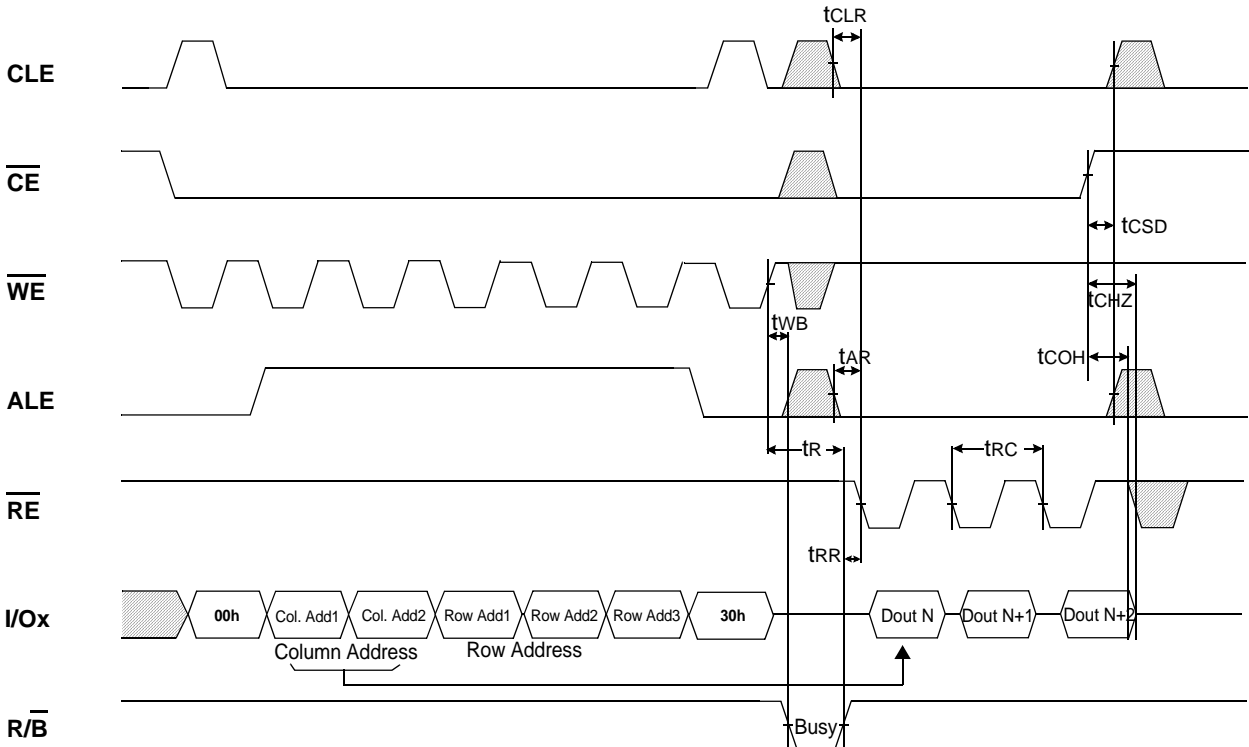 tCLR
CLE
CE
tCSD
WE
tCHZ
tWB
tCOH
tAR
ALE
tR
tRC
RE
tRR
I/Ox
00h Col. Add1 Col. Add2 Row Add1 Row Add2 Row Add3 30h Dout N Dout N+1 Dout N+2
Column Address Row Address
R/B
Busy